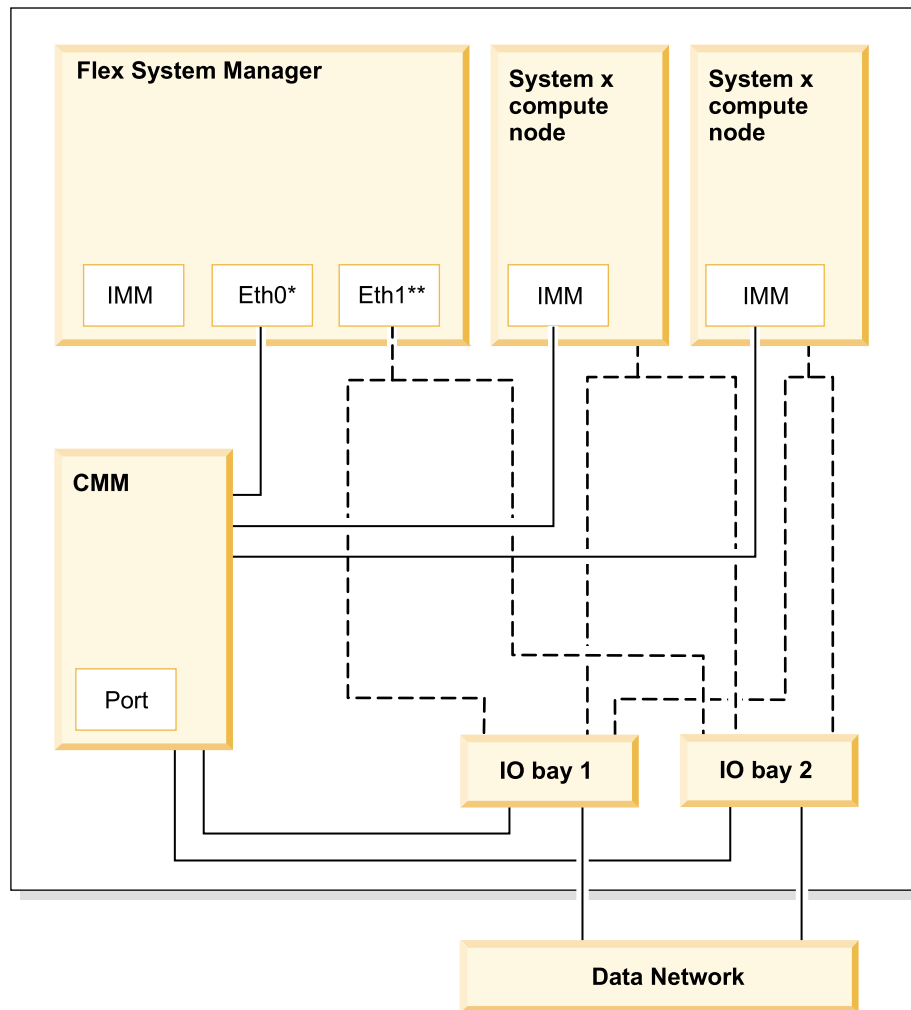 Flex System Manager
System x
compute
node
System x
compute
node
IMM
Eth0*
Eth1**
IMM
IMM
CMM
Port
IO bay 1
IO bay 2
Data Network